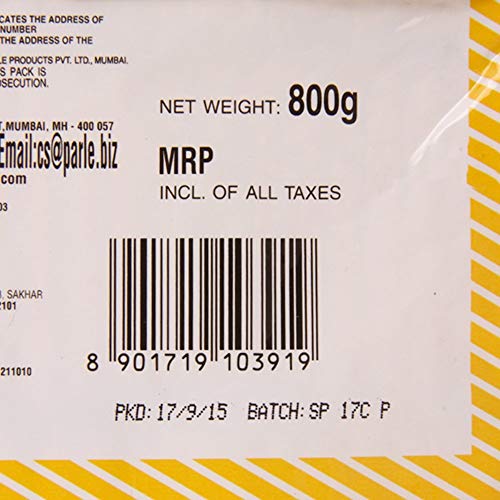 CATES THE ADDRESS OF
NUMBER
THE ADDRESS OF THE
PRODUCTS PVT. LTD., MUMBAI.
S PACK IS
OSECUTION.
T,MUMBAI, MH - 400 057
Email:cs@parle.biz
.com
03
SAKHAR
2101
211010
NET WEIGHT: 800g
MRP
INCL. OF ALL TAXES
8 901719 103919
PKD:17/9/15 BATCH:SP 17C P